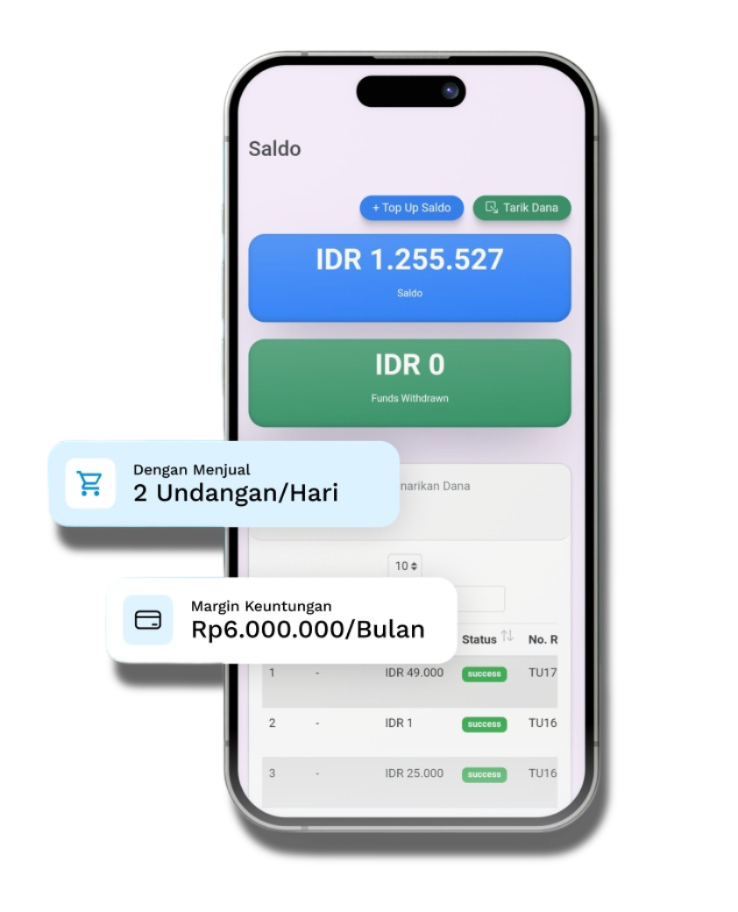 Saldo
+ Top Up Saldo
Tarik Dana
IDR 1.255.527
Saldo
IDR 0
Funds Withdrawn
Dengan Menjual
2 Undangan/Hari
narikan Dana
10
Margin Keuntungan
Rp6.000.000/Bulan
Status No. R
1 - IDR 49.000 success TU17
2 - IDR 1 success TU16
3 - IDR 25.000 success TU16